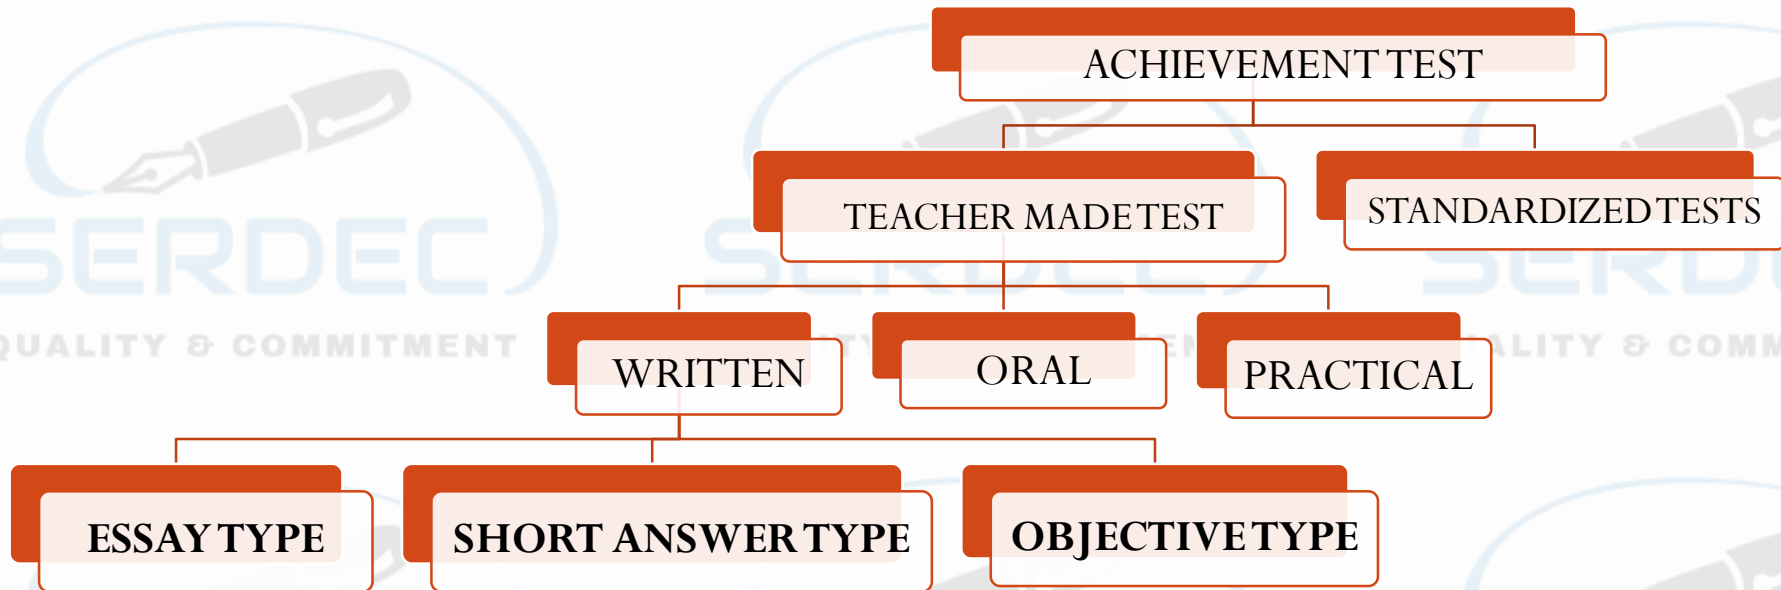 ACHIEVEMENT TEST
TEACHER MADE TEST
STANDARDIZED TESTS
WRITTEN
ORAL
PRACTICAL
ESSAY TYPE
SHORT ANSWER TYPE
OBJECTIVE TYPE
SERDEC
QUALITY & COMMITMENT